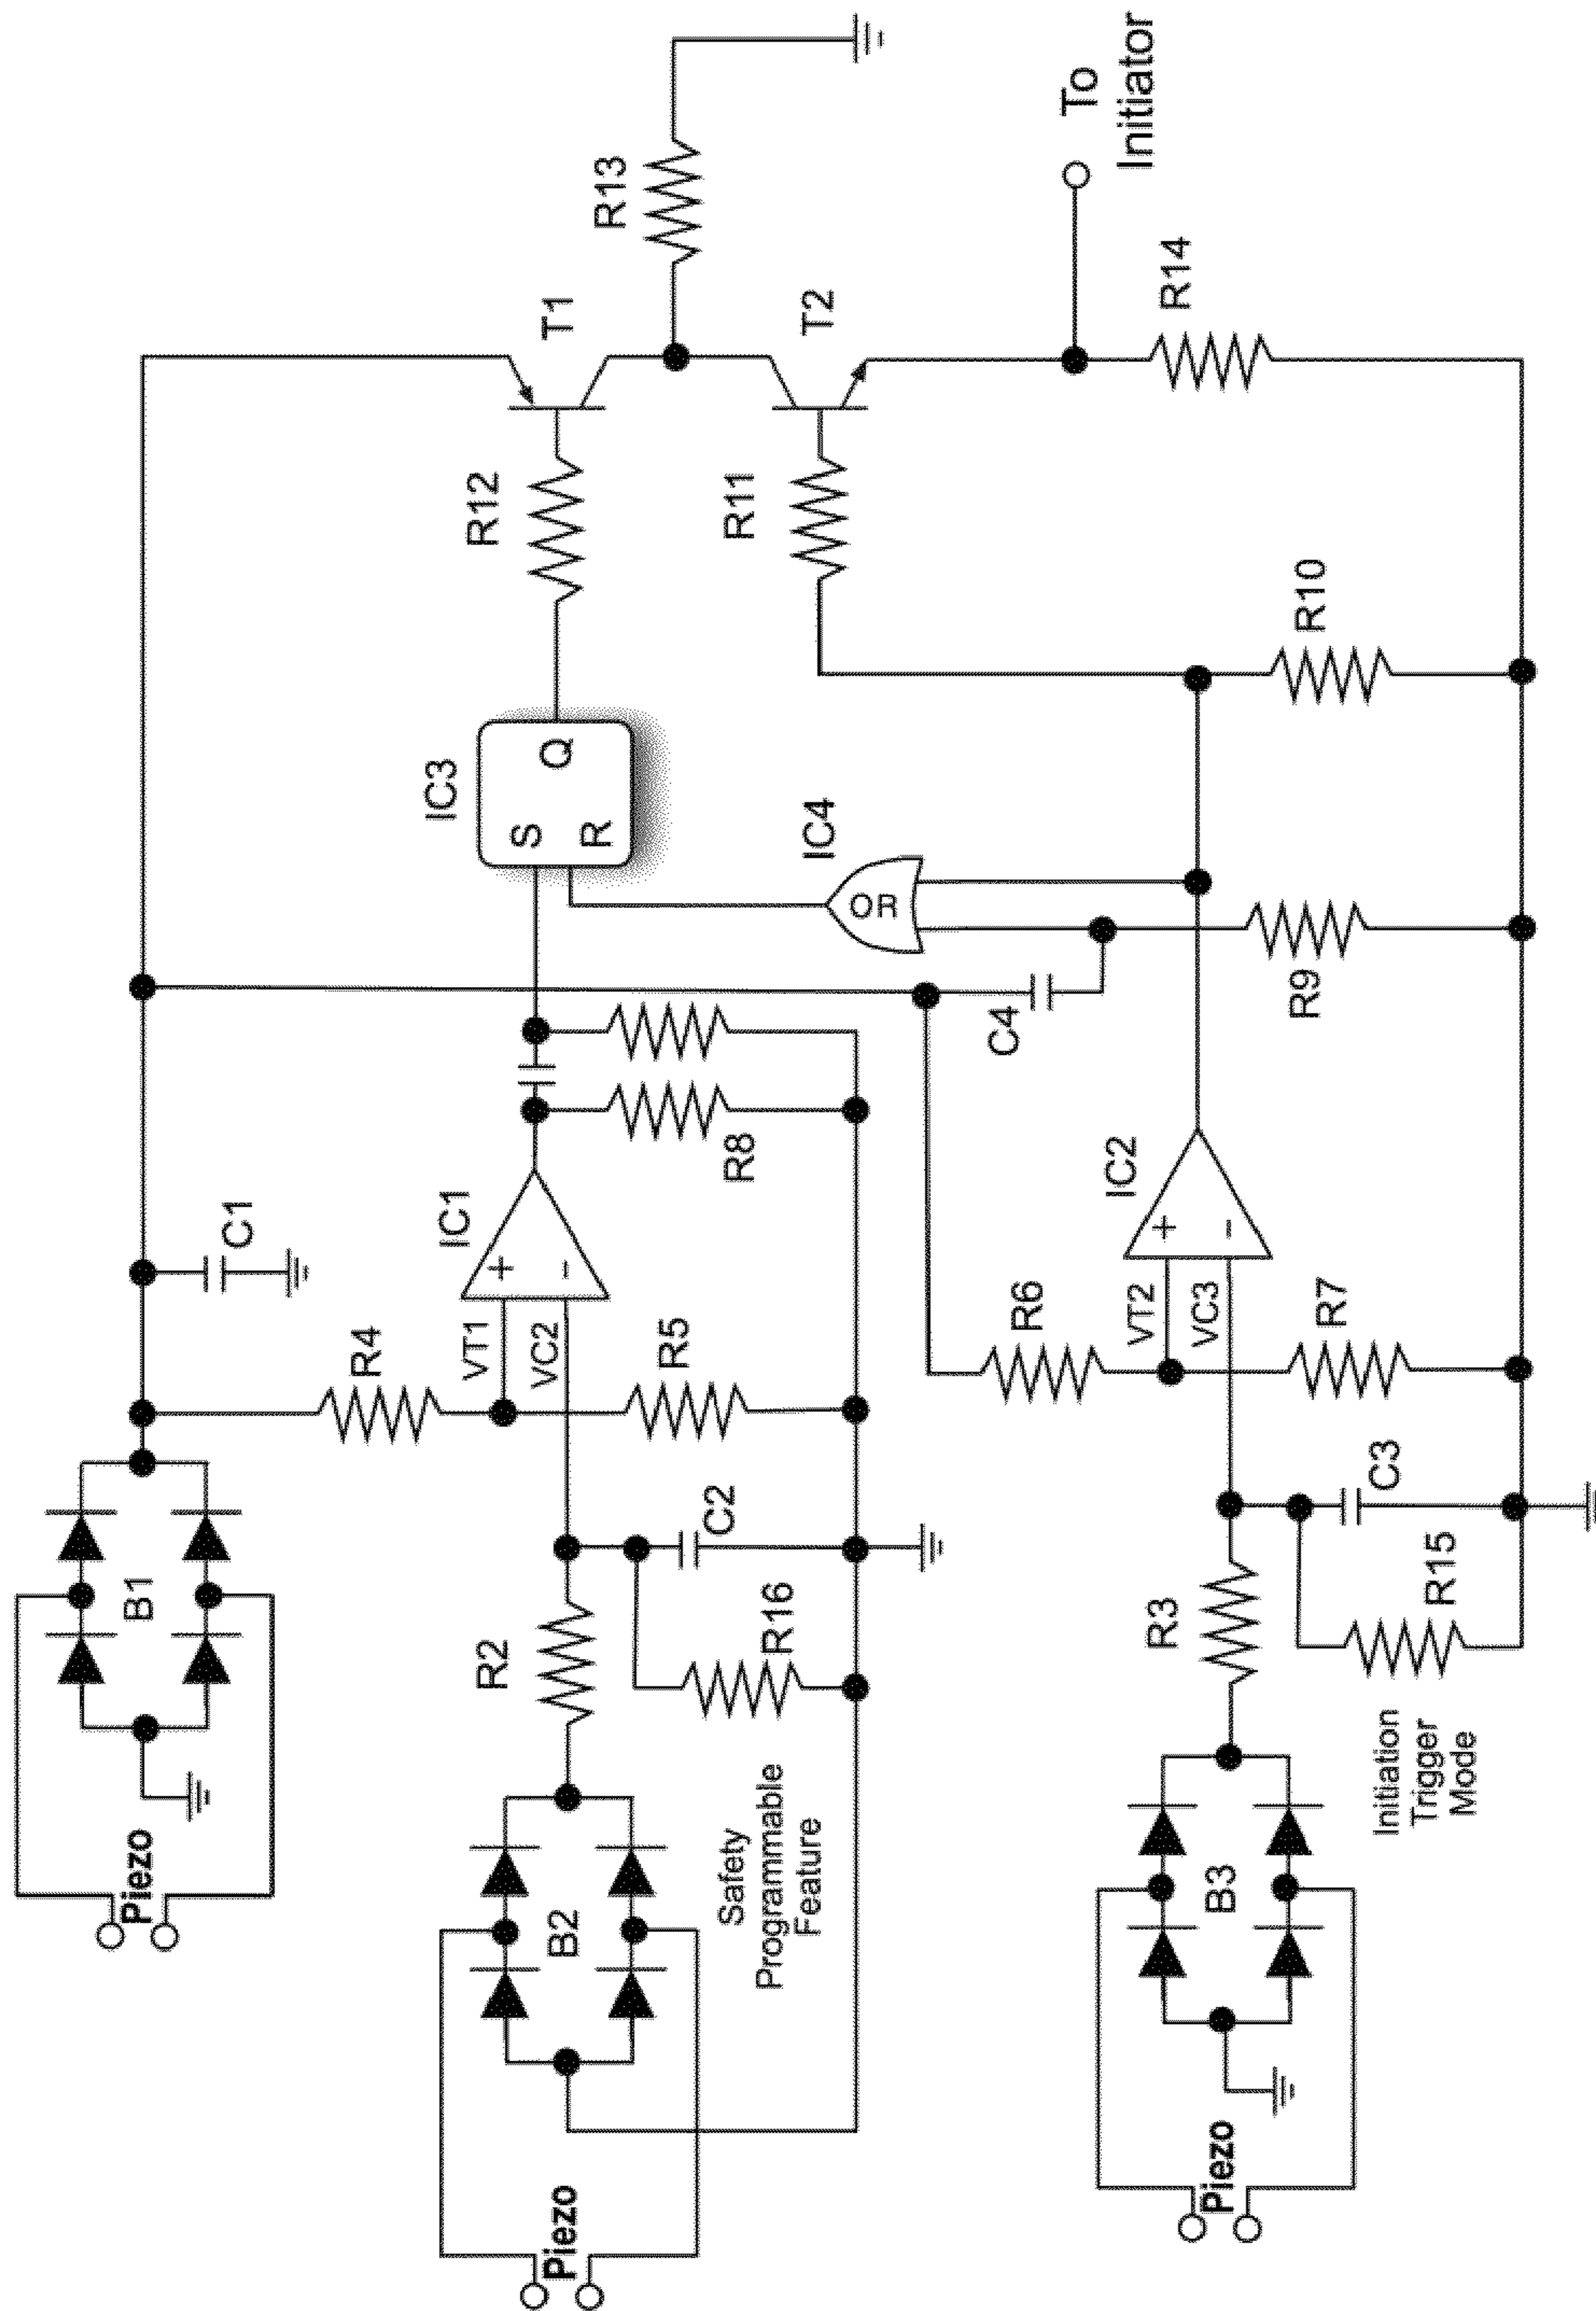 Piezo
B1
C1
R4
VT1
VC2
R5
IC1
+
−
R8
IC3
S
R
Q
R12
T1
R13
Piezo
B2
R2
R16
C2
Safety
Programmable
Feature
C4
IC4
OR
R11
T2
To
Initiator
R14
R6
VT2
VC3
R7
IC2
+
−
R9
R10
Piezo
B3
R3
R15
C3
Initiation
Trigger
Mode